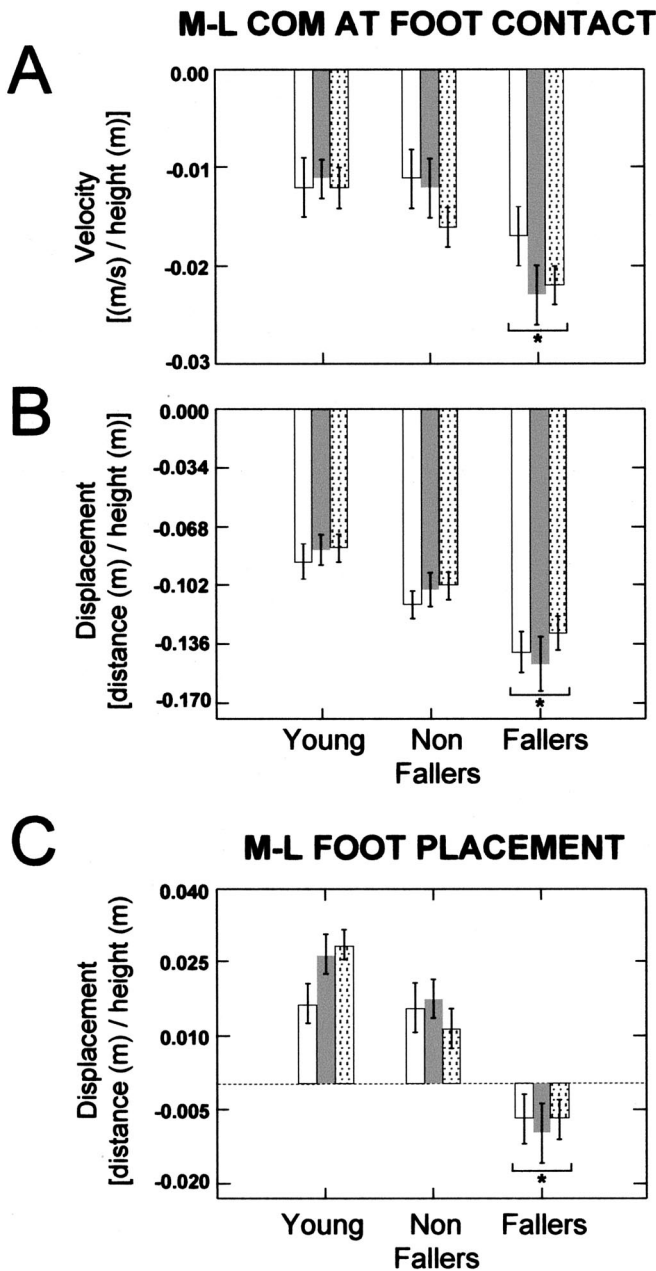 M-L COM AT FOOT CONTACT
A
Velocity
[(m/s) / height (m)]
0.00
-0.01
-0.02
-0.03
*
B
Displacement
[distance (m) / height (m)]
0.000
-0.034
-0.068
-0.102
-0.136
-0.170
*
Young
Non
Fallers
Fallers
C
M-L FOOT PLACEMENT
Displacement
[distance (m) / height (m)
0.040
0.025
0.010
-0.005
-0.020
*
Young
Non
Fallers
Fallers